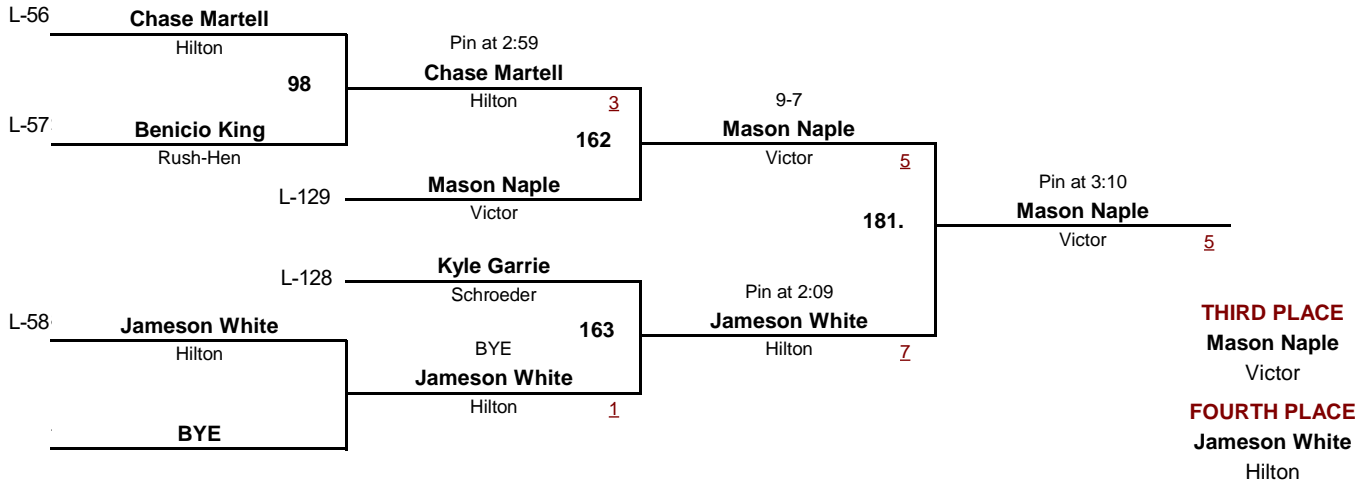 L-56
Chase Martell
Hilton
98
L-57
Benicio King
Rush-Hen
Pin at 2:59
Chase Martell
Hilton
3
162
L-129
Mason Naple
Victor
9-7
Mason Naple
Victor
5
L-128
Kyle Garrie
Schroeder
L-58
Jameson White
Hilton
BYE
BYE
Jameson White
Hilton
1
163
Pin at 2:09
Jameson White
Hilton
7
181.
Pin at 3:10
Mason Naple
Victor
5
THIRD PLACE
Mason Naple
Victor
FOURTH PLACE
Jameson White
Hilton